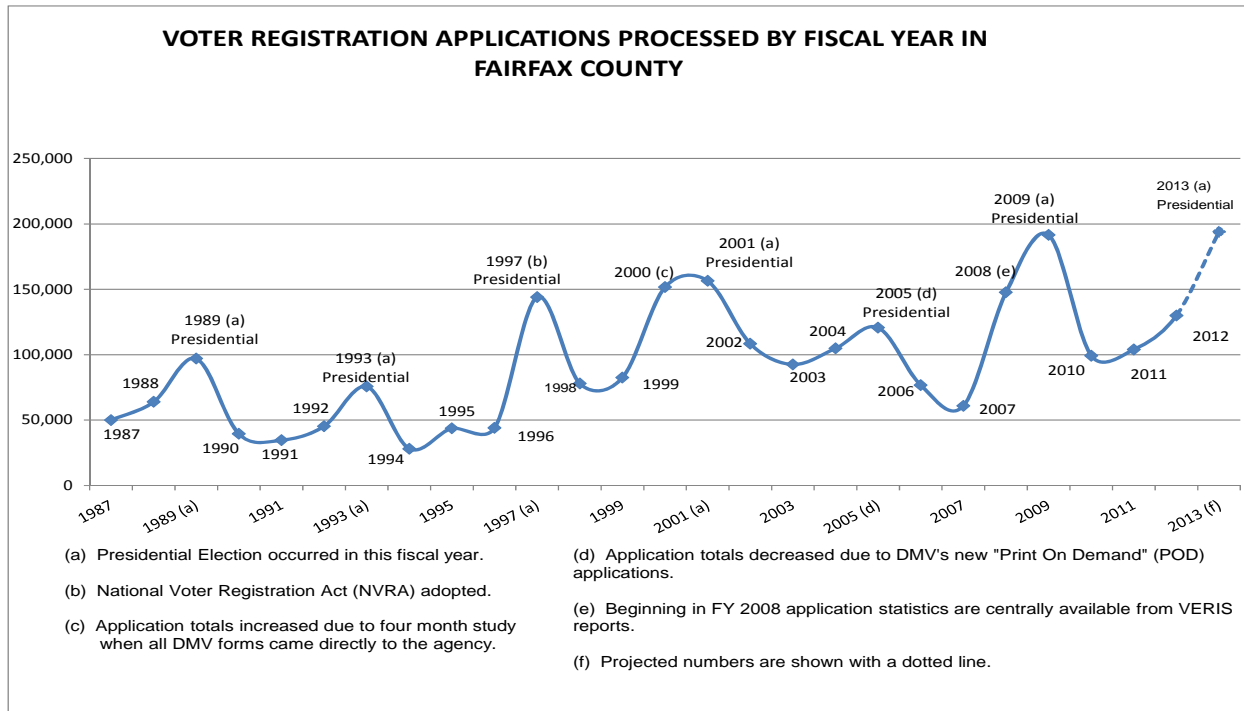 VOTER REGISTRATION APPLICATIONS PROCESSED BY FISCAL YEAR IN
FAIRFAX COUNTY
250,000
200,000
150,000
100,000
50,000
0
1987
1988
1989 (a)
Presidential
1990
1991
1992
1993 (a)
Presidential
1994
1995
1996
1997 (b)
Presidential
1998
1999
2000 (c)
2001 (a)
Presidential
2002
2003
2004
2005 (d)
Presidential
2006
2007
2008 (e)
2009 (a)
Presidential
2010
2011
2012
2013 (a)
Presidential
1987
1989 (a)
1991
1993 (a)
1995
1997 (a)
1999
2001 (a)
2003
2005 (d)
2007
2009
2011
2013 (f)
(a) Presidential Election occurred in this fiscal year.
(b) National Voter Registration Act (NVRA) adopted.
(c) Application totals increased due to four month study
when all DMV forms came directly to the agency.
(d) Application totals decreased due to DMV's new "Print On Demand" (POD)
applications.
(e) Beginning in FY 2008 application statistics are centrally available from VERIS
reports.
(f) Projected numbers are shown with a dotted line.